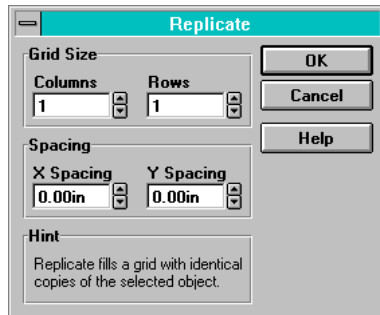 Replicate
Grid Size
Columns Rows
1 1
Spacing
X Spacing Y Spacing
0.00in 0.00in
Hint
Replicate fills a grid with identical
copies of the selected object.
OK
Cancel
Help